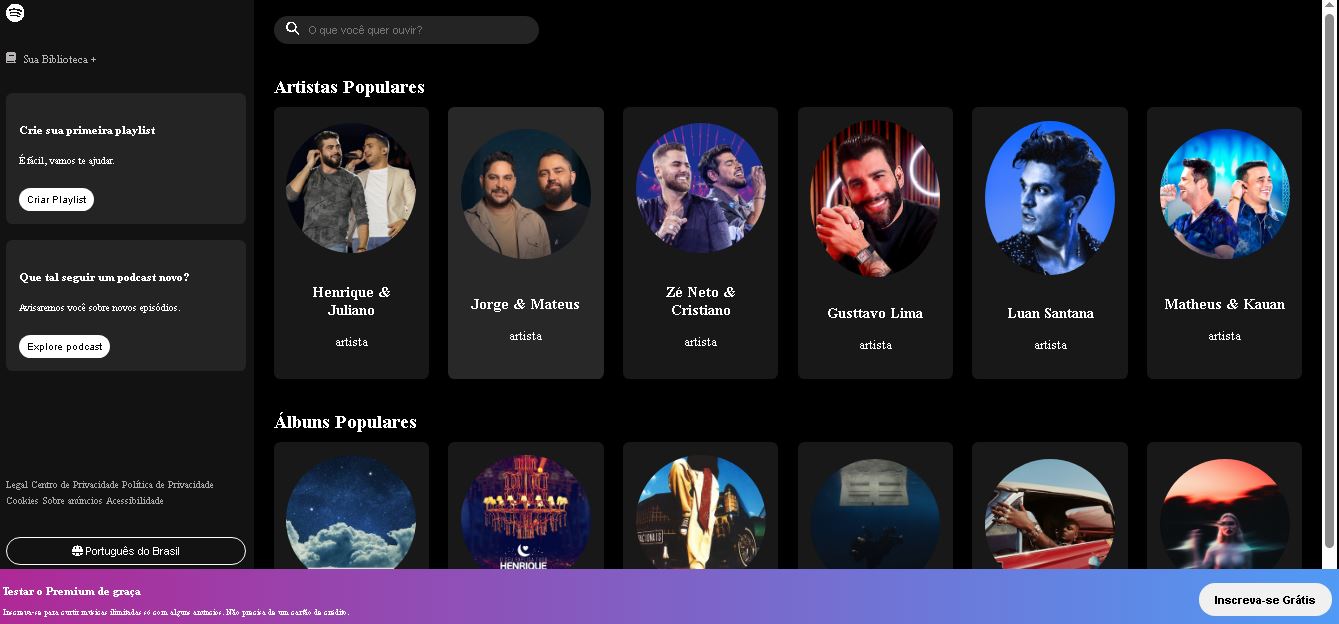 Sua Biblioteca +
Crie sua primeira playlist
É fácil, vamos te ajudar.
Criar Playlist
Que tal seguir um podcast novo?
Avisaremos você sobre novos episódios.
Explore podcast
Legal Centro de Privacidade Política de Privacidade
Cookies Sobre anúncios Acessibilidade
Português do Brasil
O que você quer ouvir?
Artistas Populares
Henrique &
Juliano
artista
Jorge & Mateus
artista
Zé Neto &
Cristiano
artista
Gusttavo Lima
artista
Luan Santana
artista
Matheus & Kauan
artista
Álbuns Populares
HENRIQUE
Testar o Premium de graça
Inscreva-se para curtir músicas ilimitadas só com alguns anúncios. Não precisa de um cartão de crédito.
Inscreva-se Grátis